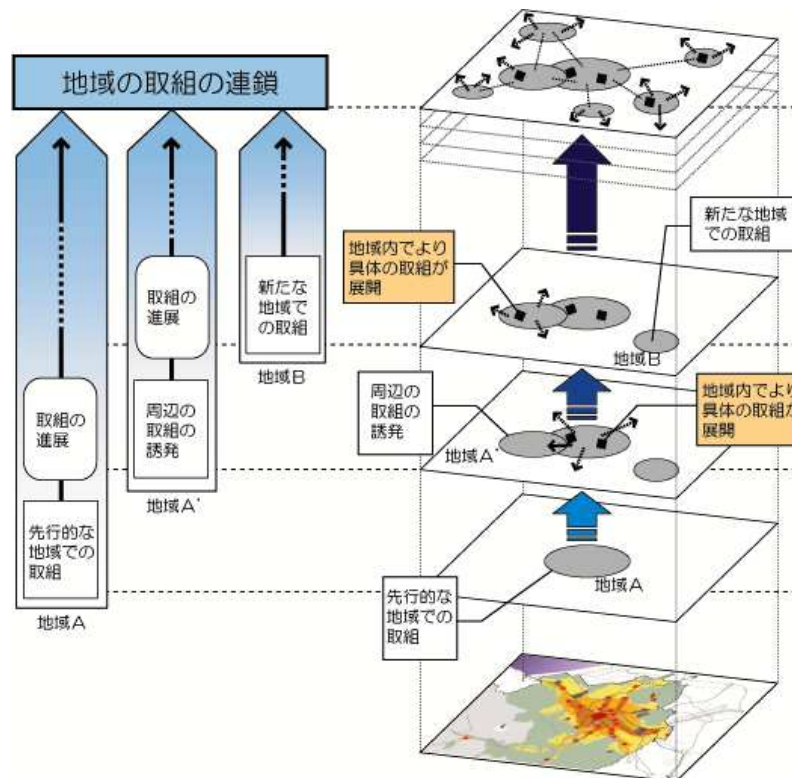 地域の取組の連鎖
取組の
進展
先行的な
地域での
取組
地域A
取組の
進展
周辺の
取組の
誘発
地域A'
新たな
地域で
の取組
地域B
新たな地域
での取組
地域内でより
具体の取組が
展開
地域B
周辺の
取組の
誘発
地域内でより
具体の取組が
展開
地域A'
地域A
先行的な
地域での
取組